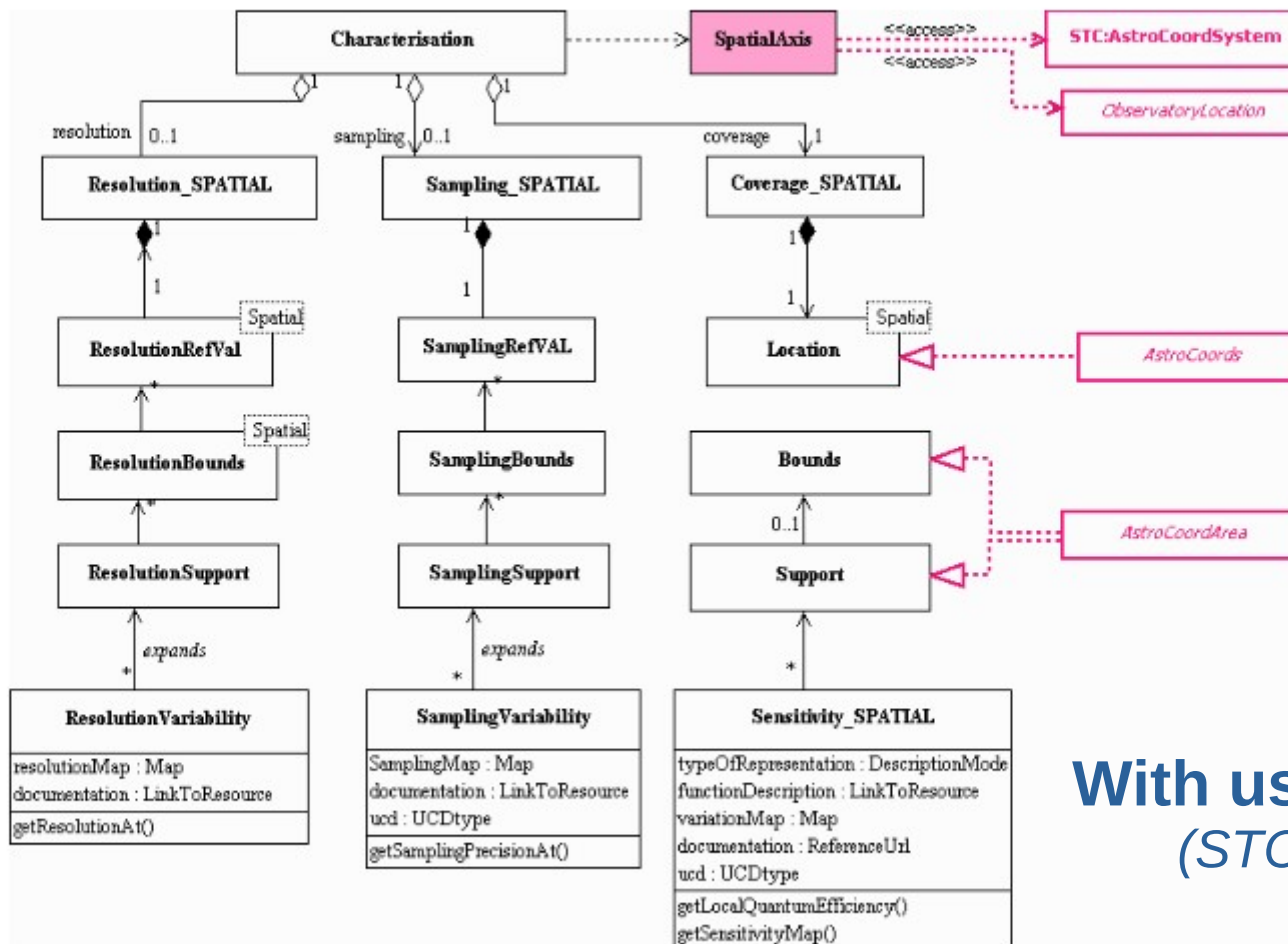 Characterisation
SpatialAxis
<<access>>
<<access>>
STC:AstroCoordSystem
ObservatoryLocation
1
1
1
resolution
0..1
sampling
0..1
coverage
1
Resolution_SPATIAL
Sampling_SPATIAL
Coverage_SPATIAL
1
1
1
1
1
1
Spatial
Spatial
ResolutionRefVal
SamplingRefVAL
Location
AstroCoords
*
*
Spatial
ResolutionBounds
SamplingBounds
Bounds
*
*
0..1
AstroCoordArea
ResolutionSupport
SamplingSupport
Support
expands
expands
*
*
*
ResolutionVariability
resolutionMap : Map
documentation : LinkToResource
getResolutionAt()
SamplingVariability
SamplingMap : Map
documentation : LinkToResource
ucd : UCDtype
getSamplingPrecisionAt()
Sensitivity_SPATIAL
typeOfRepresentation : DescriptionMode
functionDescription : LinkToResource
variationMap : Map
documentation : ReferenceUrl
ucd : UCDtype
getLocalQuantumEfficiency()
getSensitivityMap()
With us
(STC